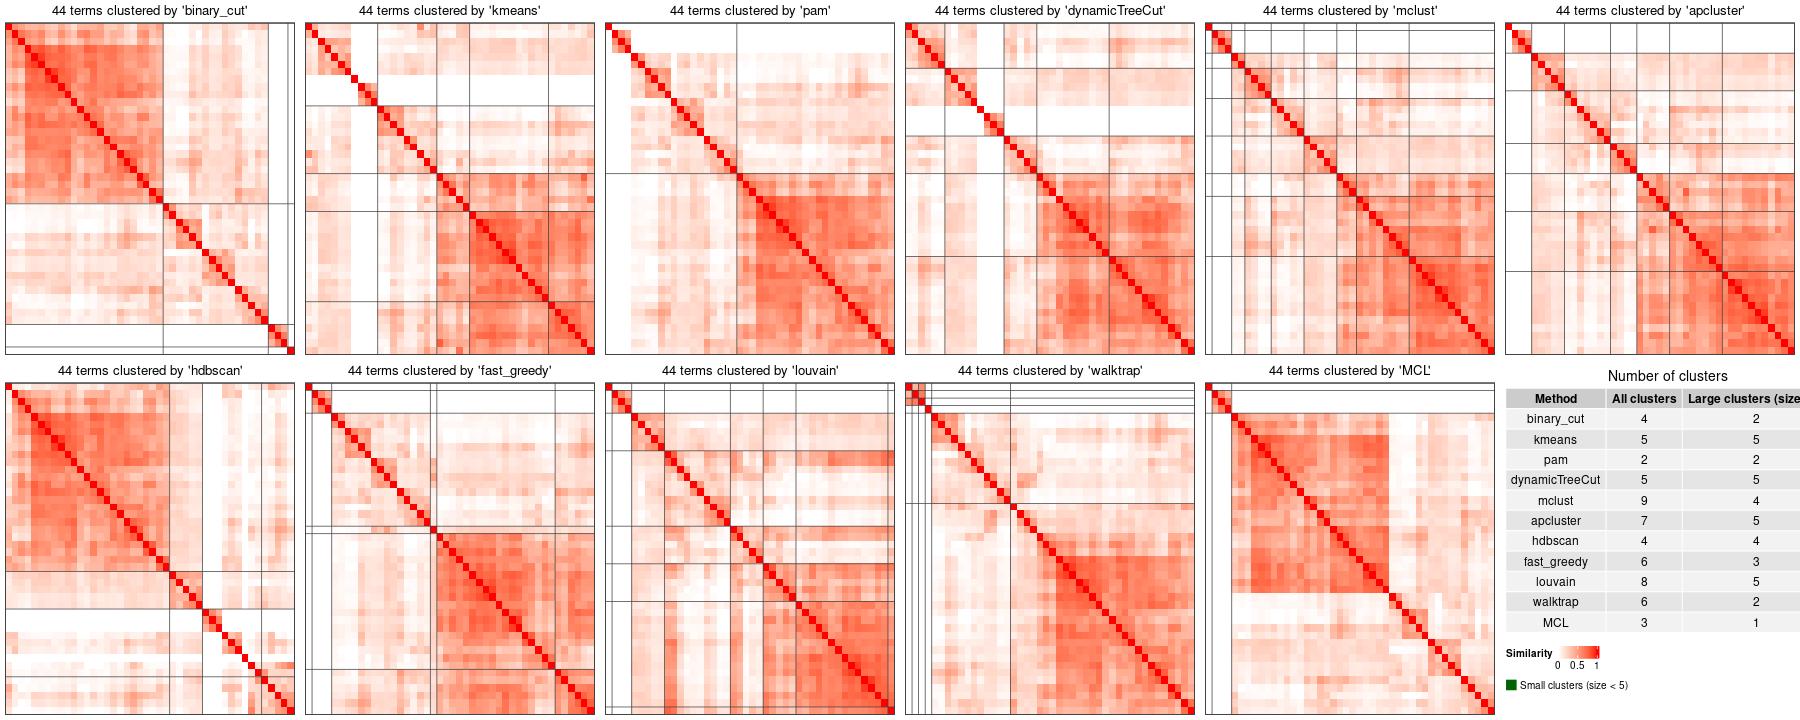 44 terms clustered by 'binary_cut'
44 terms clustered by 'kmeans'
44 terms clustered by 'pam'
44 terms clustered by 'dynamicTreeCut'
44 terms clustered by 'mclust'
44 terms clustered by 'apcluster'
44 terms clustered by 'hdbscan'
44 terms clustered by 'fast_greedy'
44 terms clustered by 'louvain'
44 terms clustered by 'walktrap'
44 terms clustered by 'MCL'
Number of clusters
Method All clusters Large clusters (size
binary_cut 4 2
kmeans 5 5
pam 2 2
dynamicTreeCut 5 5
mclust 9 4
apcluster 7 5
hdbscan 4 4
fast_greedy 6 3
louvain 8 5
walktrap 6 2
MCL 3 1
Similarity
0 0.5 1
Small clusters (size < 5)